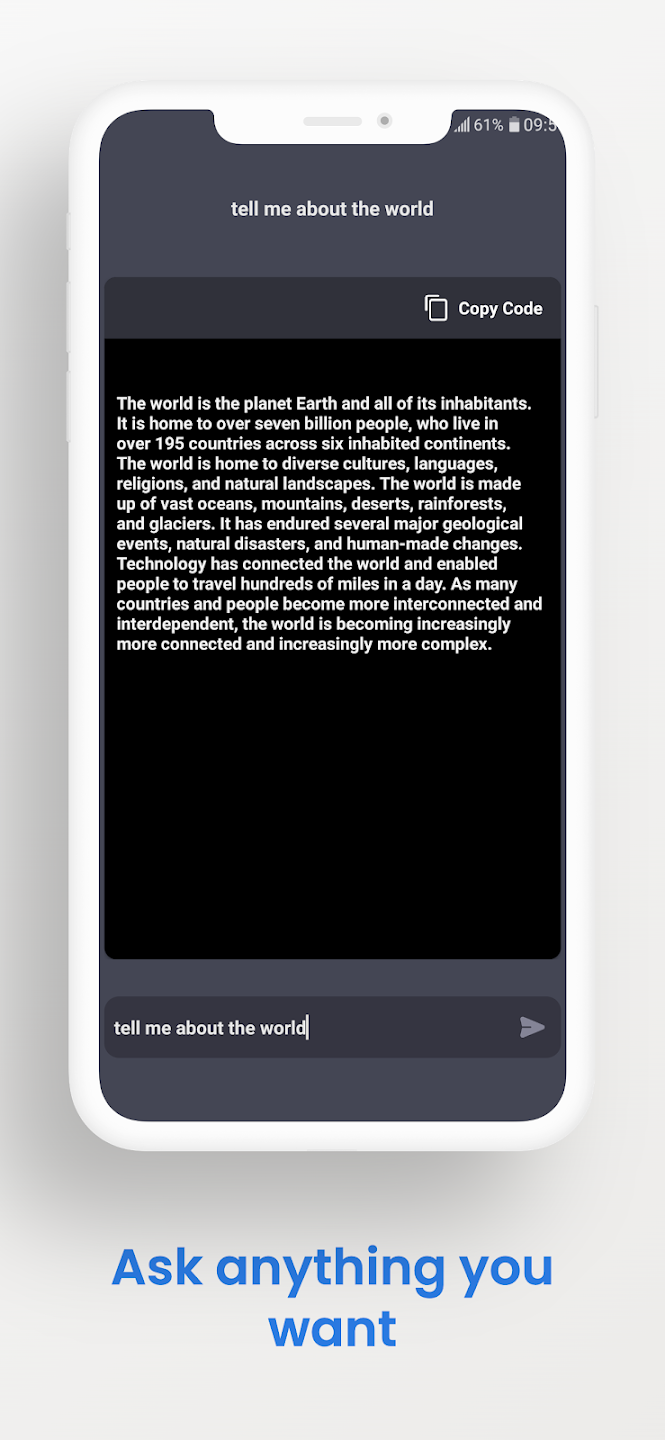 61% 09:5
tell me about the world
Copy Code
The world is the planet Earth and all of its inhabitants.
It is home to over seven billion people, who live in
over 195 countries across six inhabited continents.
The world is home to diverse cultures, languages,
religions, and natural landscapes. The world is made
up of vast oceans, mountains, deserts, rainforests,
and glaciers. It has endured several major geological
events, natural disasters, and human-made changes.
Technology has connected the world and enabled
people to travel hundreds of miles in a day. As many
countries and people become more interconnected and
interdependent, the world is becoming increasingly
more connected and increasingly more complex.
tell me about the world
Ask anything you
want